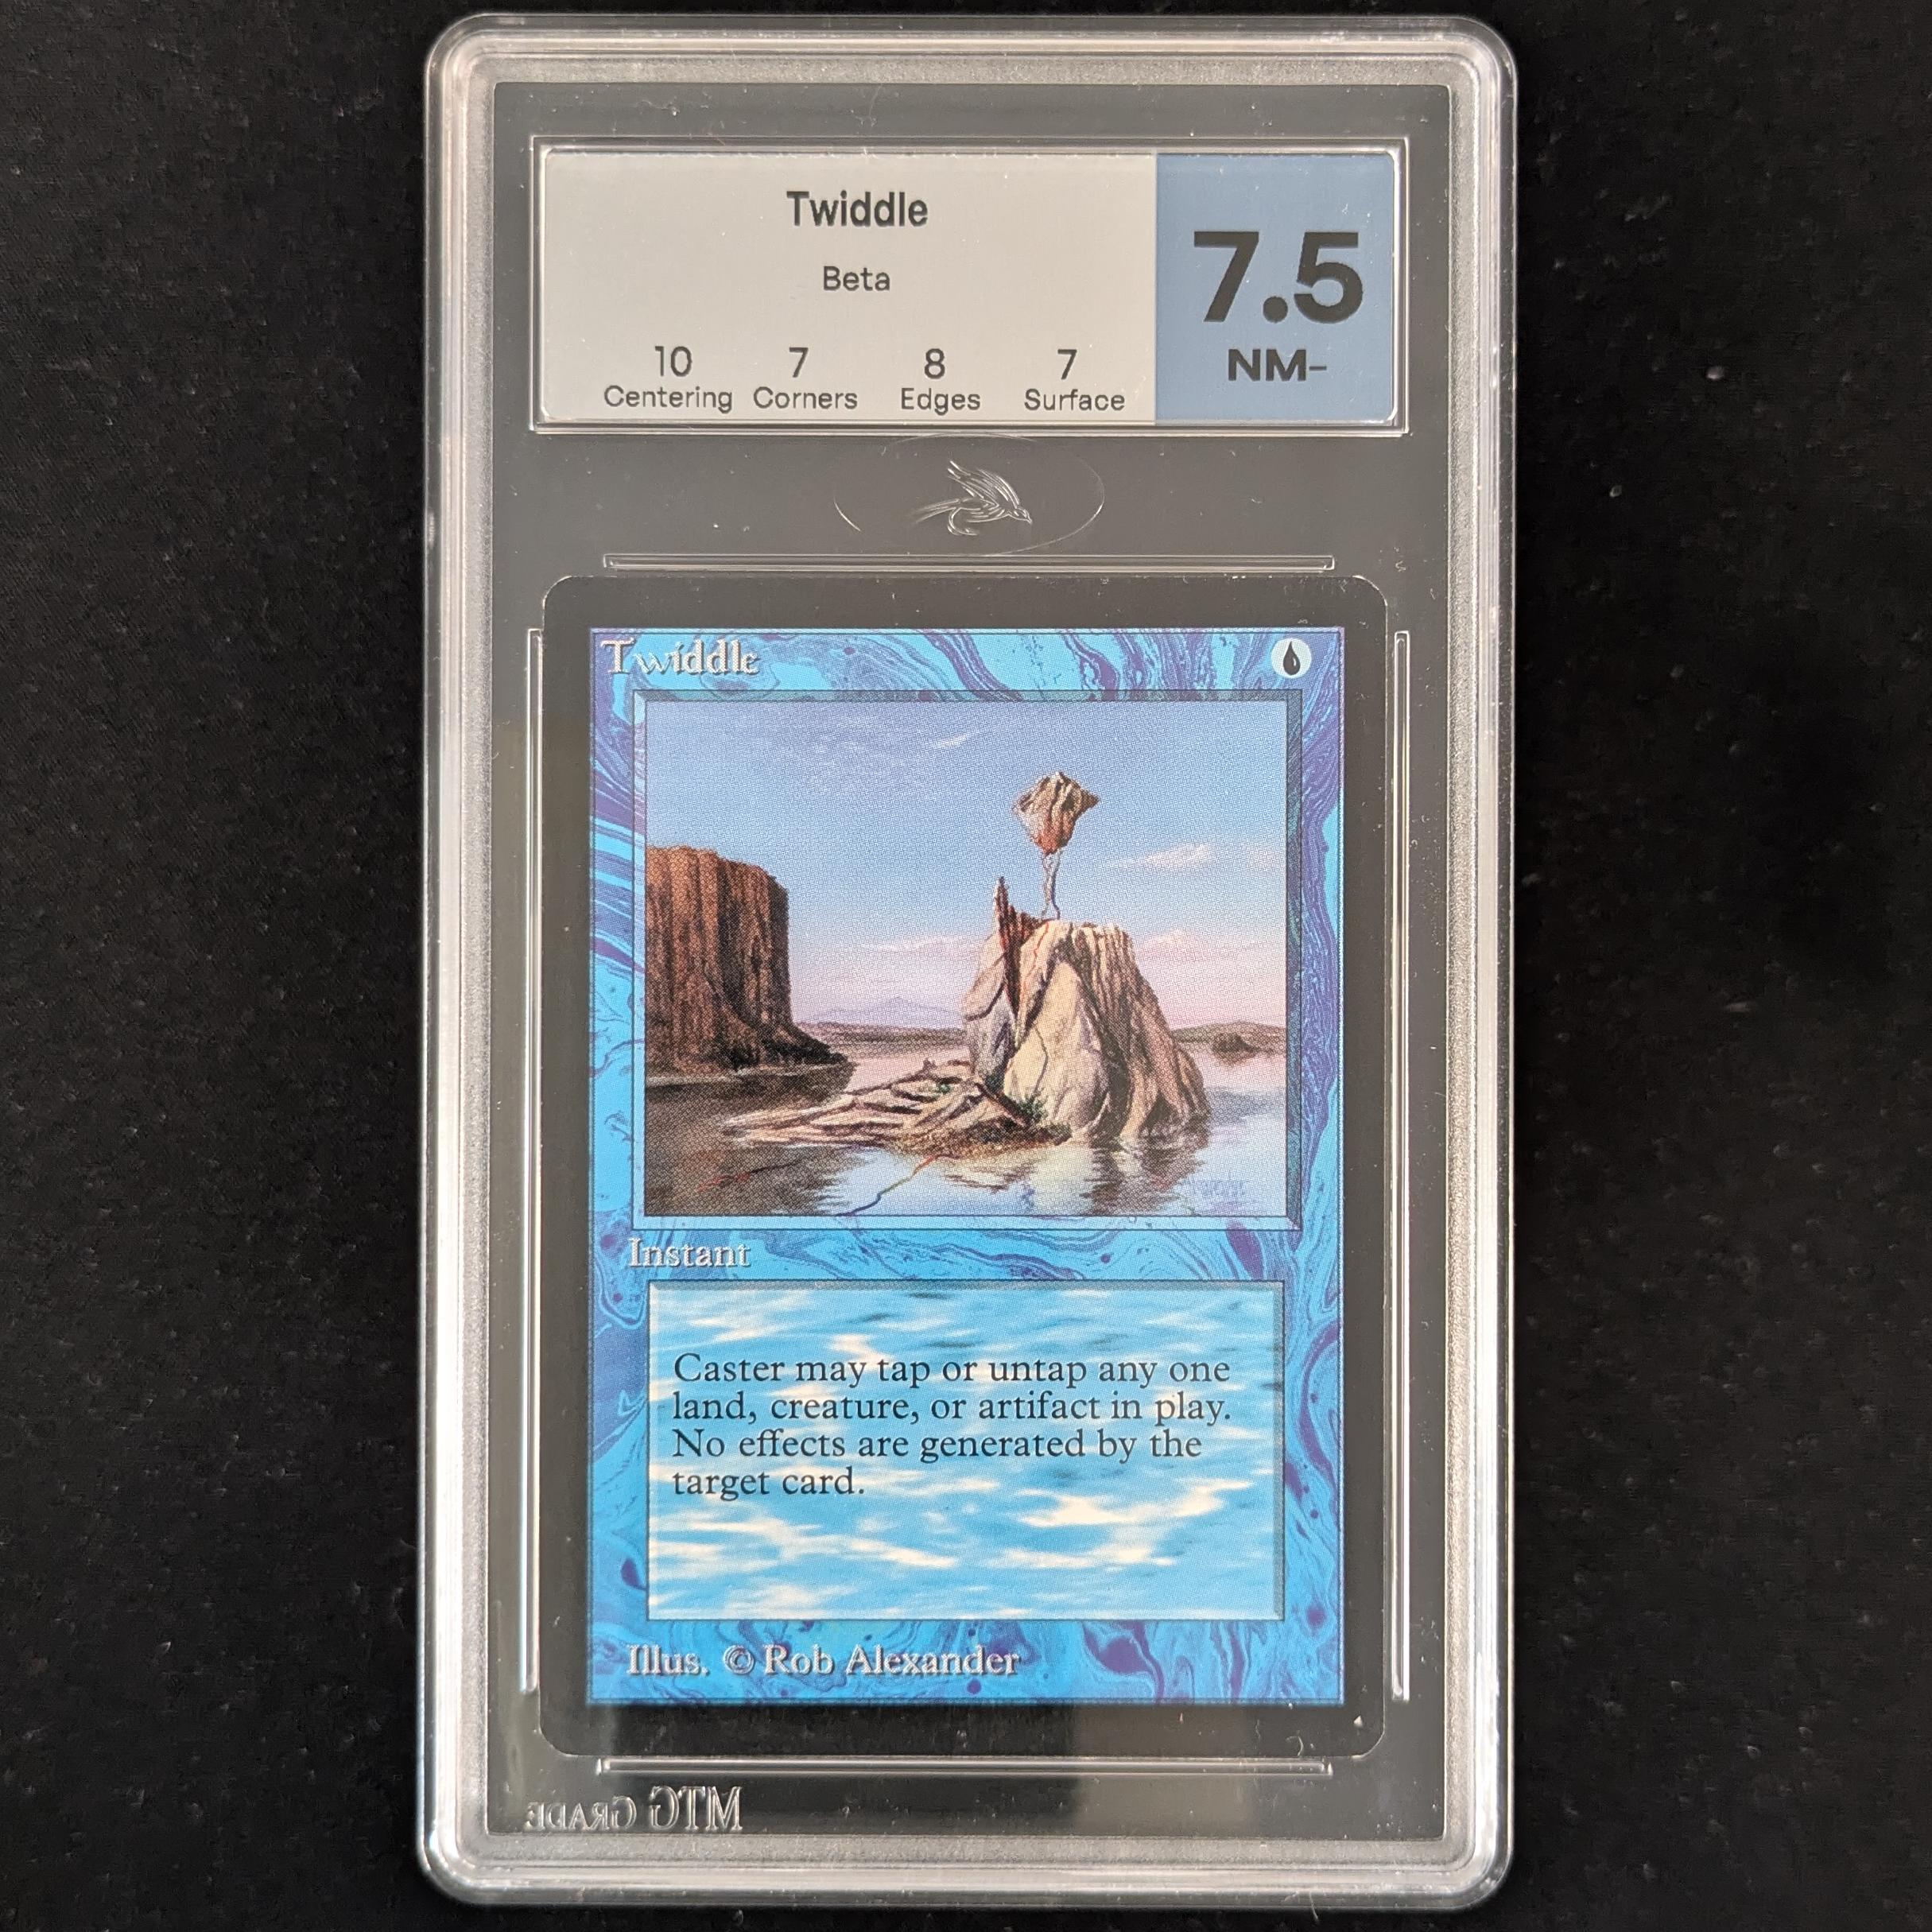 Twiddle
Beta
10 7 8 7
Centering Corners Edges Surface
7.5
NM-
Twiddle
Instant
Caster may tap or untap any one
land, creature, or artifact in play.
No effects are generated by the
target card.
Illus. © Rob Alexander
MTG GRADE